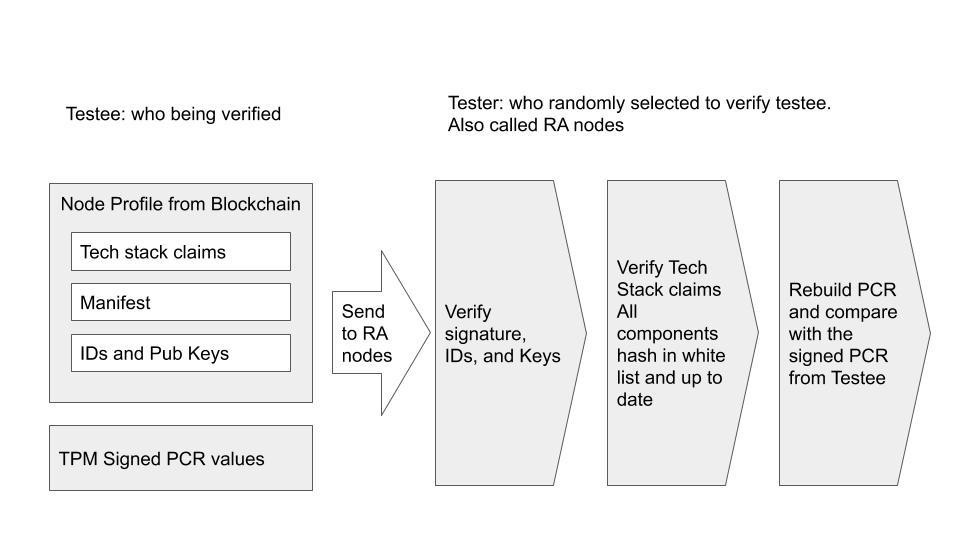 Testee: who being verified
Tester: who randomly selected to verify testee.
Also called RA nodes
Node Profile from Blockchain
Tech stack claims
Manifest
IDs and Pub Keys
TPM Signed PCR values
Send
to RA
nodes
Verify
signature,
IDs, and Keys
Verify Tech
Stack claims
All
components
hash in white
list and up to
date
Rebuild PCR
and compare
with the
signed PCR
from Testee